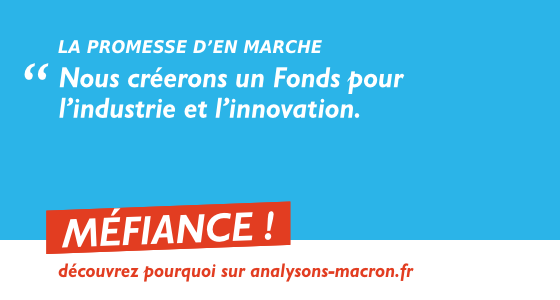 LA PROMESSE D’EN MARCHE
“ Nous créerons un Fonds pour
l’industrie et l’innovation.
MÉFIANCE !
découvrez pourquoi sur analysons-macron.fr